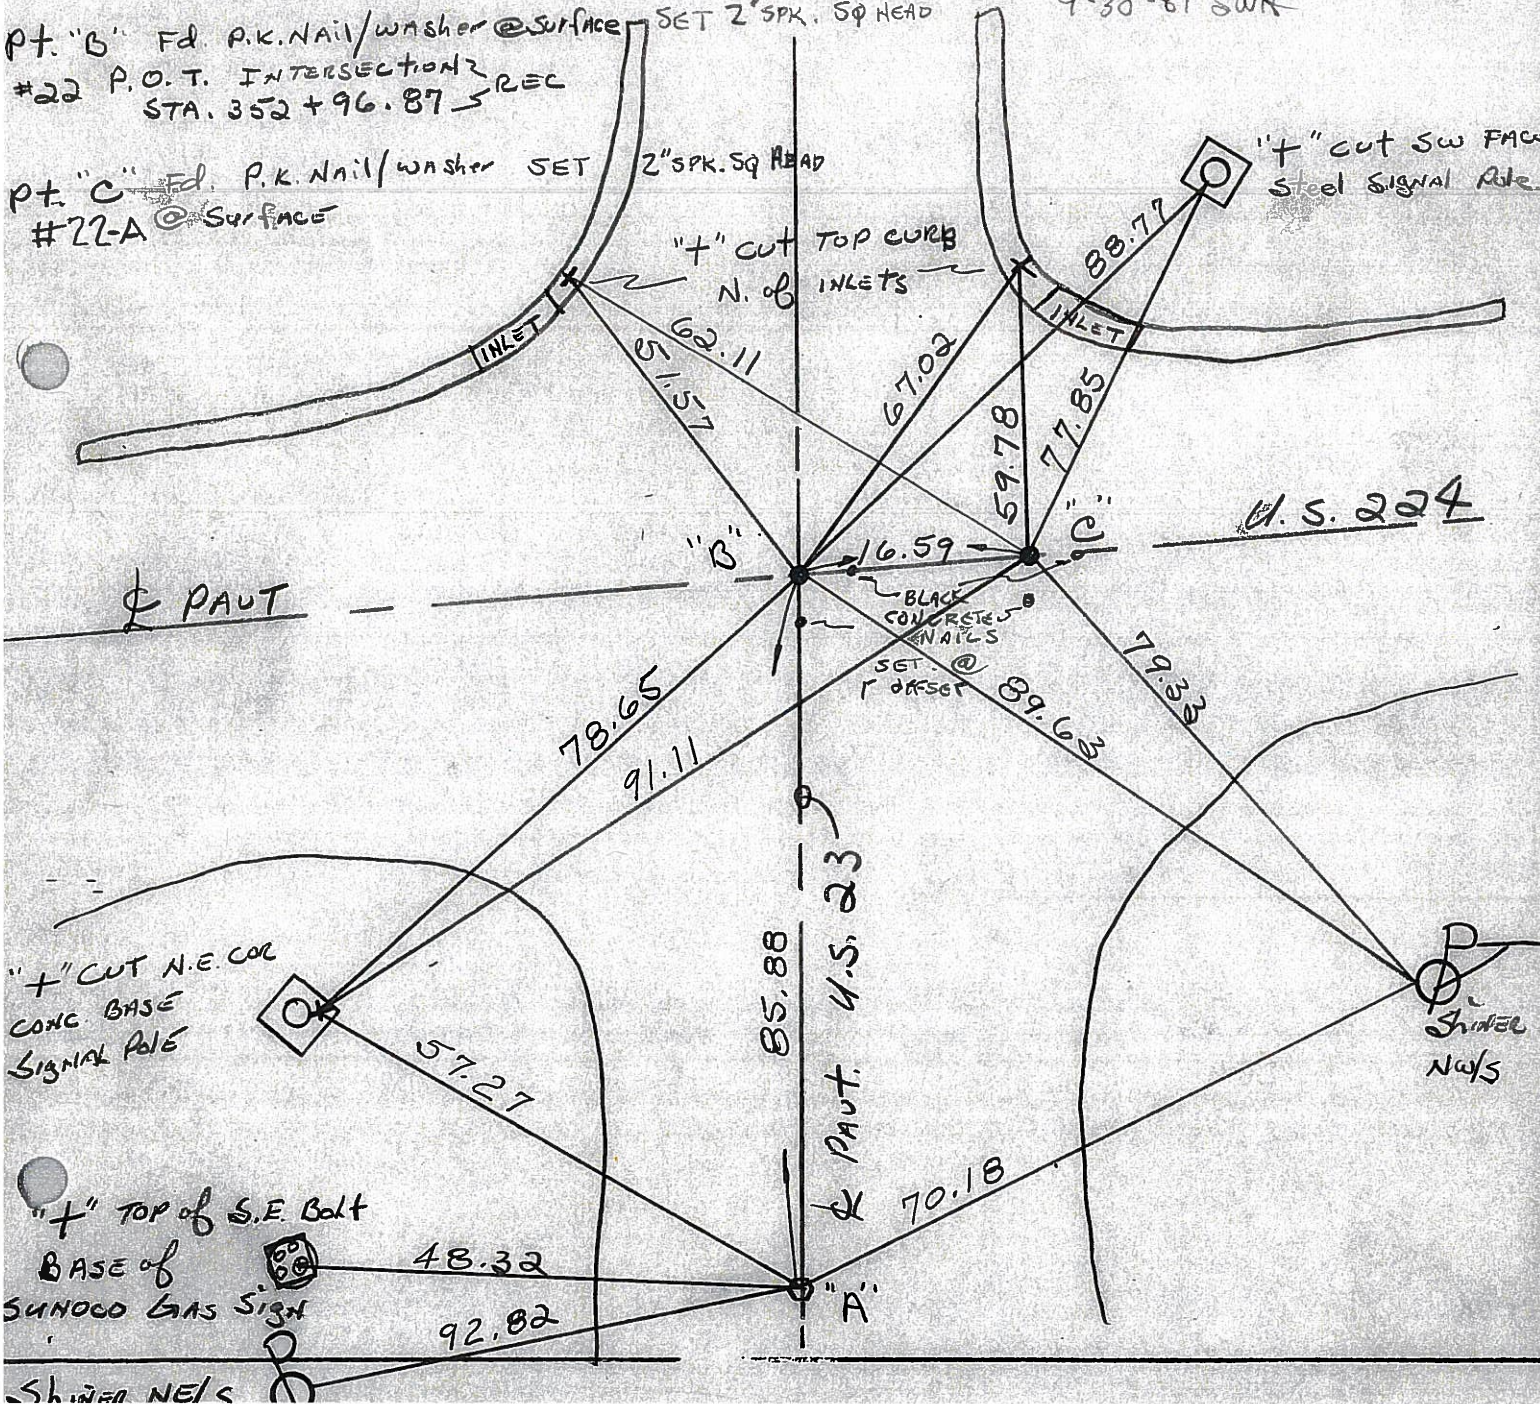 pt. "B" Fd. P.K. NAil/WASher @ Surface SET 2" SPK. SQ HEAD
#22 P.O.T. INTERSECTION REC
STA. 352 + 96.87
pt. "C" Fd. P.K. NAil/washer SET 2" SPK. SQ HEAD
#22-A @ SurfACE
"+" cut SW FACE
Steel SIGNAL Pole
"+" cut TOP CURB
N. of INLETS
INLET
INLET
88.77
62.11
51.57
67.02
59.78
77.85
"B"
16.59
"C"
U.S. 224
℄ PAVT
BLACK
CONCRETE
NAILS
SET @
1' OFFSET
78.65
91.11
89.63
79.33
85.88
℄ PAVT. U.S. 23
"+" CUT N.E. COR
CONC. BASE
SIGNAL PolE
P
ShINER
NW/S
57.27
70.18
"+" TOP of S.E. Bolt
BASE of
SUNOCO GAS SigN
48.32
"A"
92.82
P
ShINER NE/S